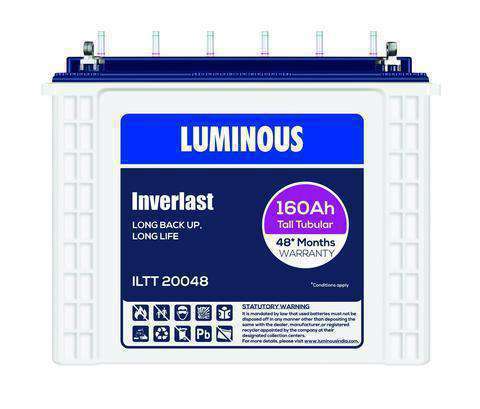 LUMINOUS
Inverlast
LONG BACK UP,
LONG LIFE
160Ah
Tall Tubular
48* Months
WARRANTY
ILTT 20048
*Conditions apply
Pb
STATUTORY WARNING
It is mandated by law that used batteries must not be
disposed off in any manner other than depositing the
same with the dealer, manufacturer, or registered
recycler appointed by the company at their
designated collection centers.
For more details, please visit www.luminousindia.com.